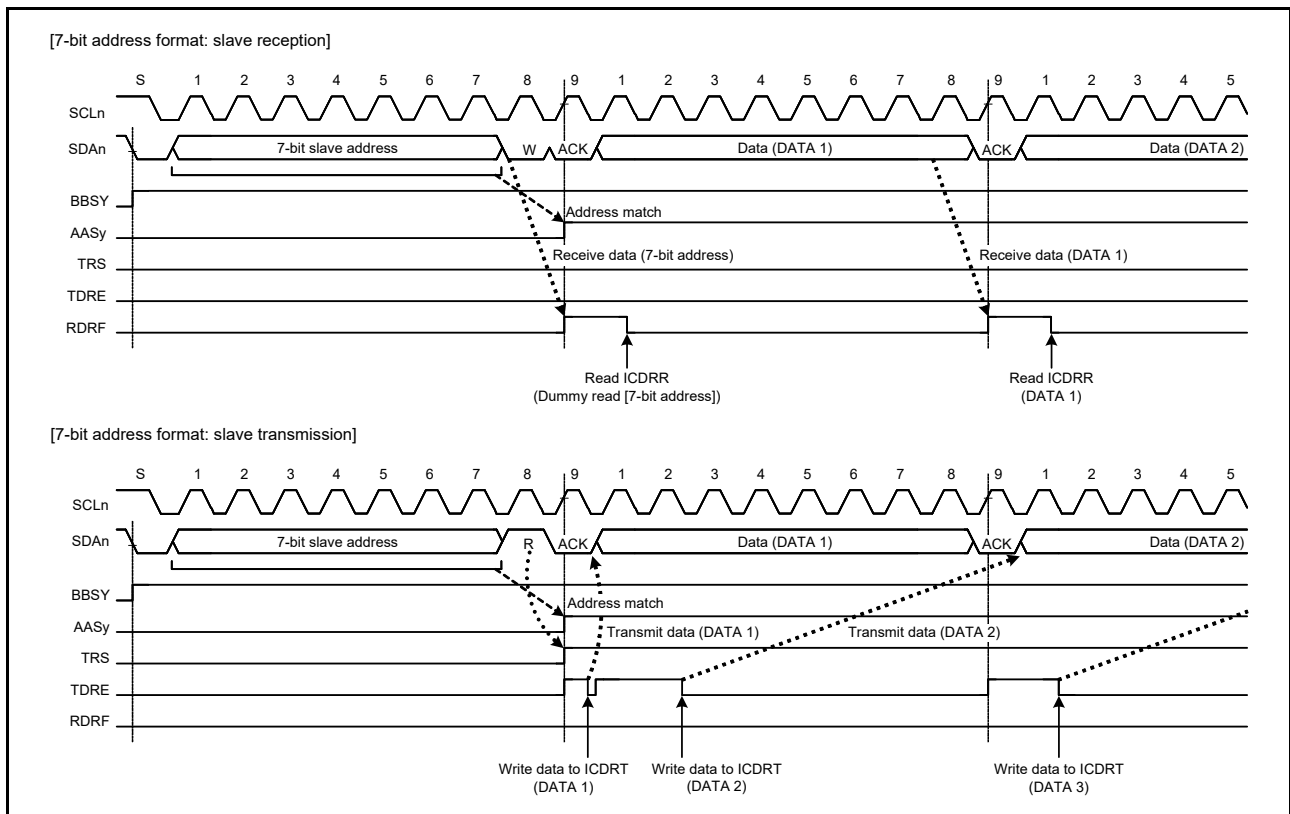 [7-bit address format: slave reception]
S 1 2 3 4 5 6 7 8 9 1 2 3 4 5 6 7 8 9 1 2 3 4 5
SCLn
SDAn 7-bit slave address W ACK Data (DATA 1) ACK Data (DATA 2)
BBSY
Address match
AASy
TRS Receive data (7-bit address) Receive data (DATA 1)
TDRE
RDRF
Read ICDRR Read ICDRR
(Dummy read [7-bit address]) (DATA 1)
[7-bit address format: slave transmission]
S 1 2 3 4 5 6 7 8 9 1 2 3 4 5 6 7 8 9 1 2 3 4 5
SCLn
SDAn 7-bit slave address R ACK Data (DATA 1) ACK Data (DATA 2)
BBSY
Address match
AASy Transmit data (DATA 1) Transmit data (DATA 2)
TRS
TDRE
RDRF
Write data to ICDRT Write data to ICDRT Write data to ICDRT
(DATA 1) (DATA 2) (DATA 3)